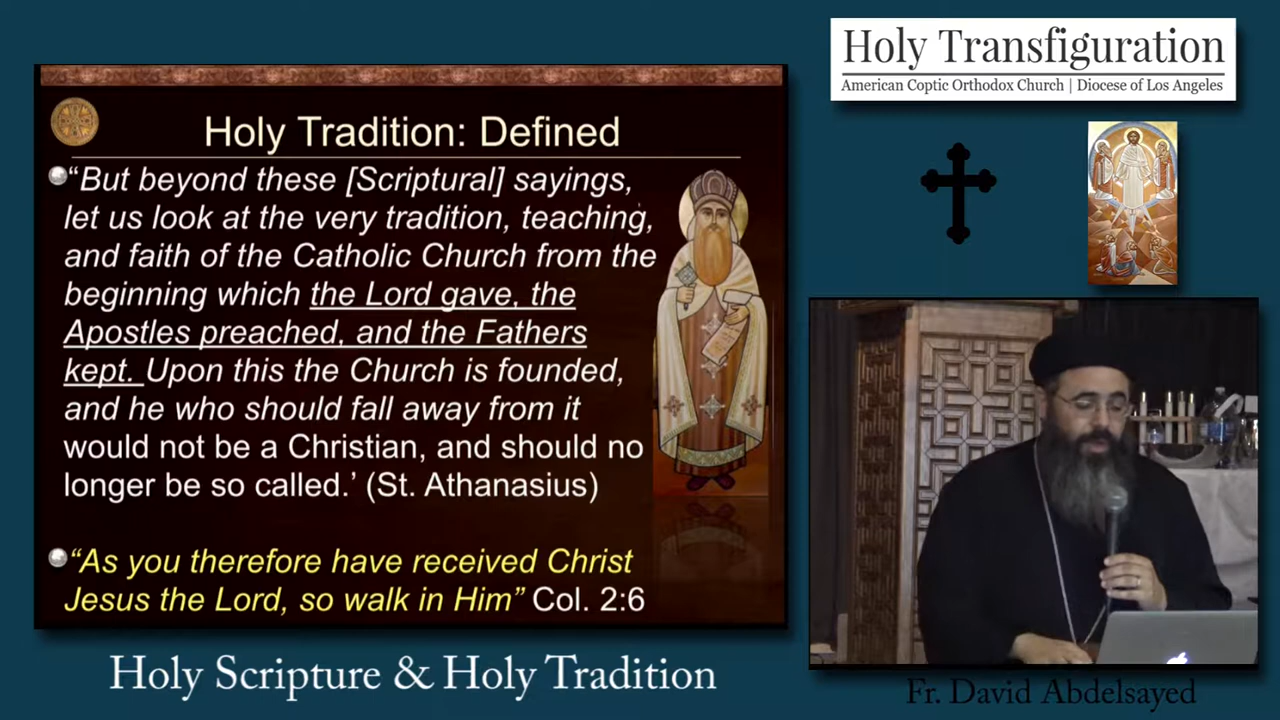 Holy Transfiguration
American Coptic Orthodox Church | Diocese of Los Angeles
Holy Tradition: Defined
“But beyond these [Scriptural] sayings,
let us look at the very tradition, teaching,
and faith of the Catholic Church from the
beginning which the Lord gave, the
Apostles preached, and the Fathers
kept. Upon this the Church is founded,
and he who should fall away from it
would not be a Christian, and should no
longer be so called.’ (St. Athanasius)
“As you therefore have received Christ
Jesus the Lord, so walk in Him” Col. 2:6
Holy Scripture & Holy Tradition
Fr. David Abdelsayed